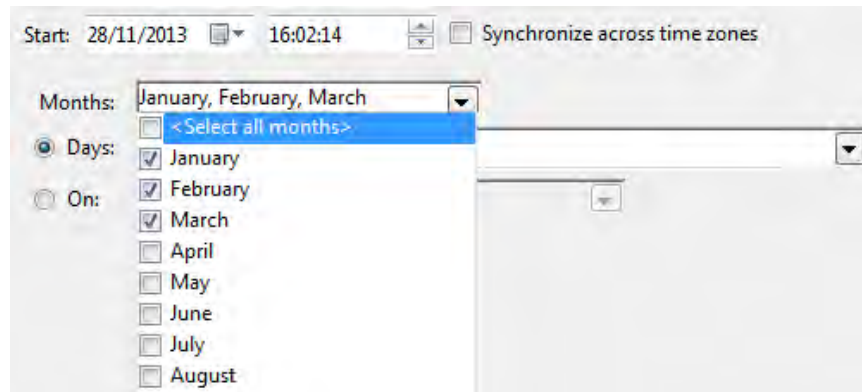 Start: 28/11/2013 16:02:14 Synchronize across time zones
Months: January, February, March
<Select all months>
Days:
January
February
On:
March
April
May
June
July
August